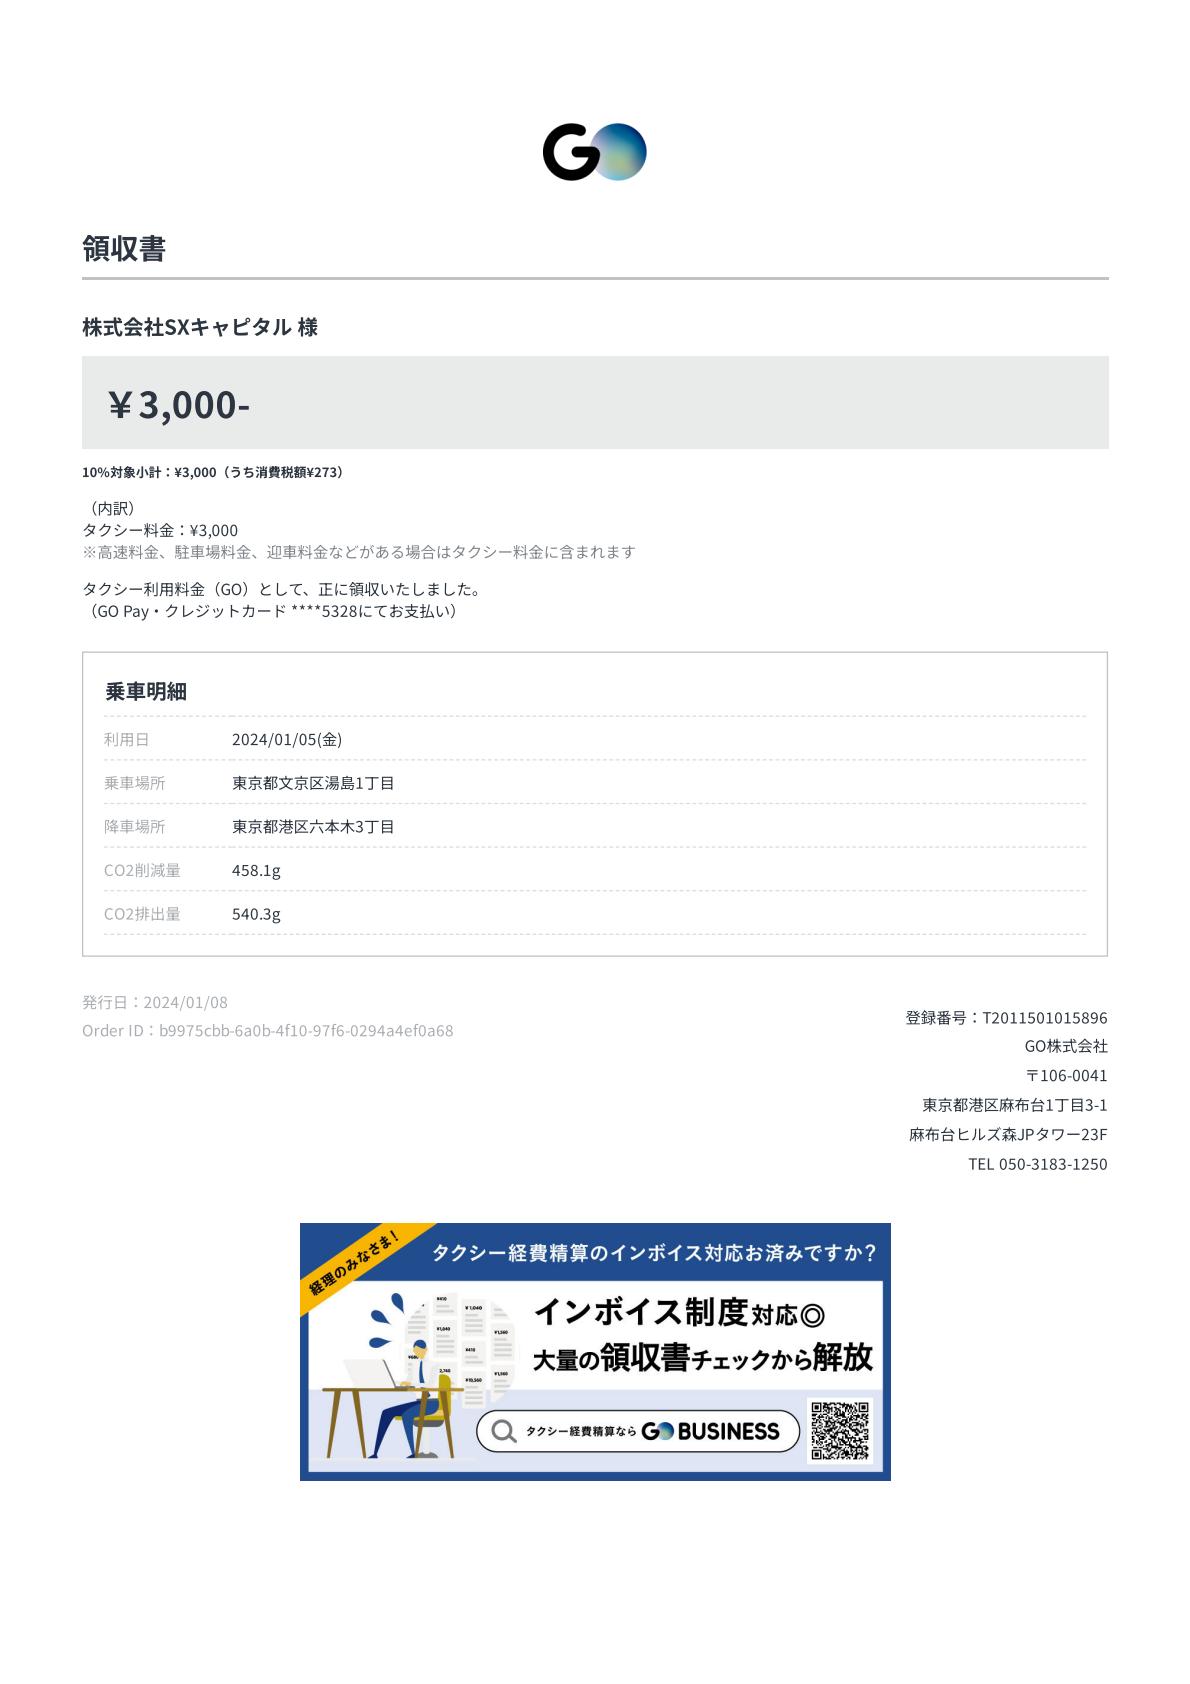 GO
領収書
株式会社SXキャピタル 様
￥3,000-
10%対象小計：¥3,000（うち消費税額¥273）
（内訳）
タクシー料金：¥3,000
※高速料金、駐車場料金、迎車料金などがある場合はタクシー料金に含まれます
タクシー利用料金（GO）として、正に領収いたしました。
（GO Pay・クレジットカード ****5328にてお支払い）
乗車明細
利用日 2024/01/05(金)
乗車場所 東京都文京区湯島1丁目
降車場所 東京都港区六本木3丁目
CO2削減量 458.1g
CO2排出量 540.3g
発行日：2024/01/08
Order ID：b9975cbb-6a0b-4f10-97f6-0294a4ef0a68
登録番号：T2011501015896
GO株式会社
〒106-0041
東京都港区麻布台1丁目3-1
麻布台ヒルズ森JPタワー23F
TEL 050-3183-1250
経理のみなさま！
タクシー経費精算のインボイス対応お済みですか？
インボイス制度対応◎
大量の領収書チェックから解放
タクシー経費精算なら GO BUSINESS